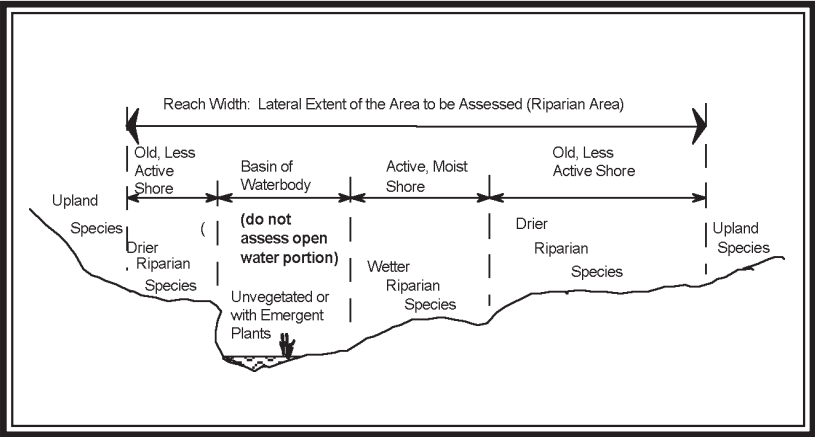 Reach Width: Lateral Extent of the Area to be Assessed (Riparian Area)
Old, Less
Active
Shore
Basin of
Waterbody
Active, Moist
Shore
Old, Less
Active Shore
Upland
Species
Drier
Riparian
Species
(
(do not
assess open
water portion)
Unvegetated or
with Emergent
Plants
Wetter
Riparian
Species
Drier
Riparian
Species
Upland
Species